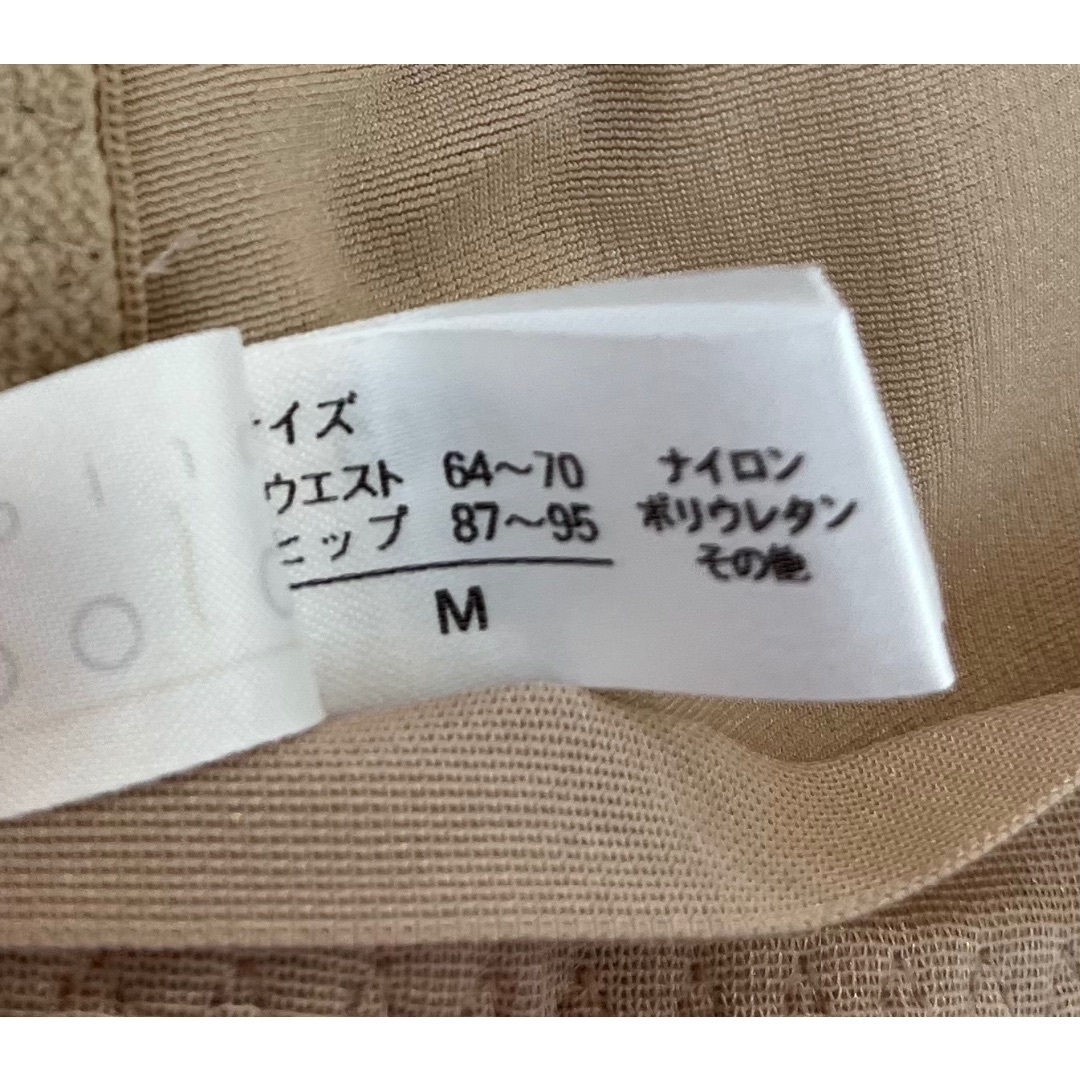 イズ
ウエスト 64～70
ヒップ 87～95
M
ナイロン
ポリウレタン
その他